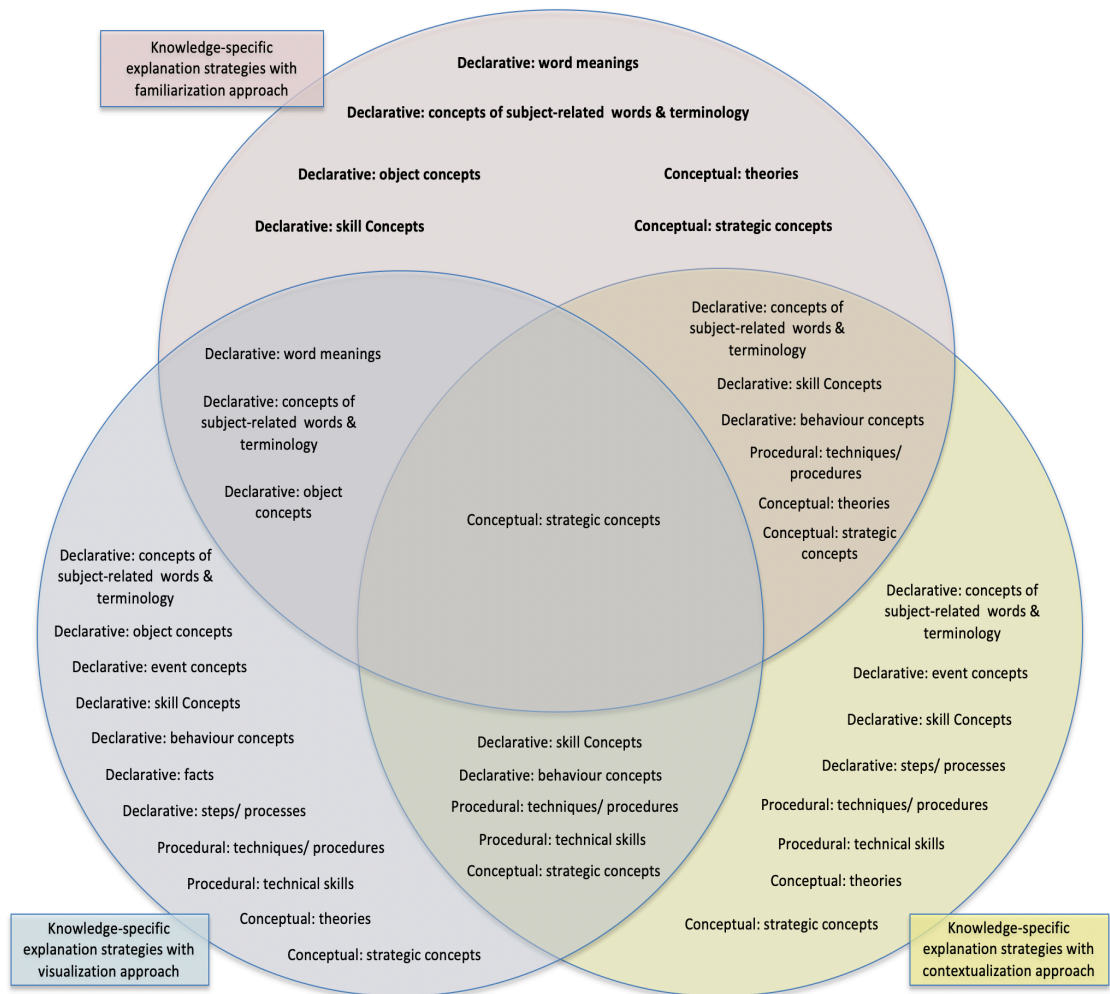 Knowledge-specific
explanation strategies with
familiarization approach
Declarative: word meanings
Declarative: concepts of subject-related words & terminology
Declarative: object concepts
Conceptual: theories
Declarative: skill Concepts
Conceptual: strategic concepts
Declarative: word meanings
Declarative: concepts of
subject-related words &
terminology
Declarative: object
concepts
Declarative: concepts of
subject-related words &
terminology
Declarative: skill Concepts
Declarative: behaviour concepts
Procedural: techniques/
procedures
Conceptual: theories
Conceptual: strategic
concepts
Conceptual: strategic concepts
Declarative: concepts of
subject-related words &
terminology
Declarative: object concepts
Declarative: event concepts
Declarative: skill Concepts
Declarative: behaviour concepts
Declarative: facts
Declarative: steps/ processes
Procedural: techniques/ procedures
Procedural: technical skills
Conceptual: theories
Conceptual: strategic concepts
Declarative: skill Concepts
Declarative: behaviour concepts
Procedural: techniques/ procedures
Procedural: technical skills
Conceptual: strategic concepts
Declarative: concepts of
subject-related words &
terminology
Declarative: event concepts
Declarative: skill Concepts
Declarative: steps/ processes
Procedural: techniques/ procedures
Procedural: technical skills
Conceptual: theories
Conceptual: strategic concepts
Knowledge-specific
explanation strategies with
visualization approach
Knowledge-specific
explanation strategies with
contextualization approach